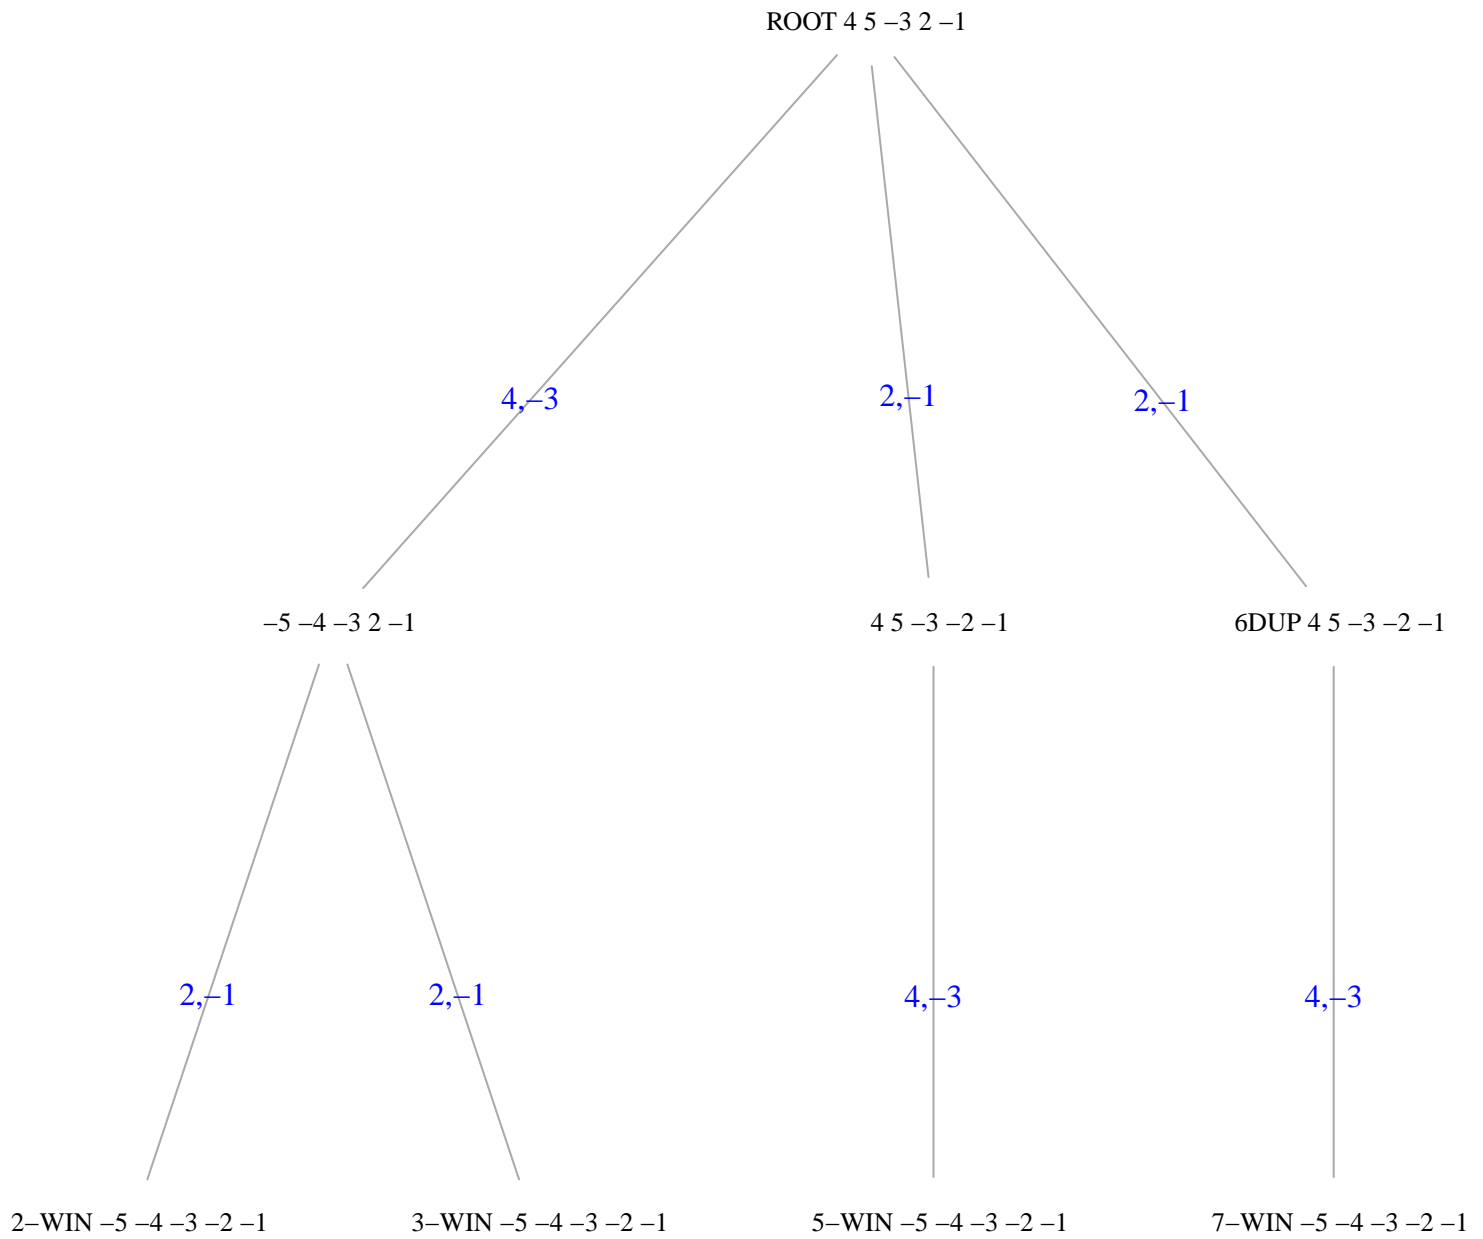 ROOT 4 5 –3 2 –1
4,–3
2,–1
2,–1
–5 –4 –3 2 –1
4 5 –3 –2 –1
6DUP 4 5 –3 –2 –1
2,–1
2,–1
4,–3
4,–3
2–WIN –5 –4 –3 –2 –1
3–WIN –5 –4 –3 –2 –1
5–WIN –5 –4 –3 –2 –1
7–WIN –5 –4 –3 –2 –1